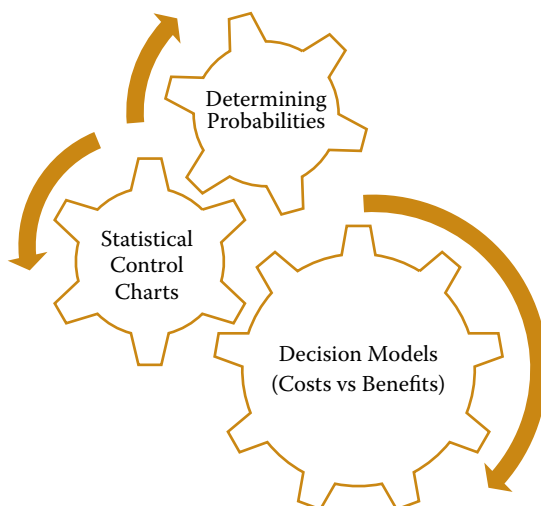 Determining
Probabilities
Statistical
Control
Charts
Decision Models
(Costs vs Benefits)